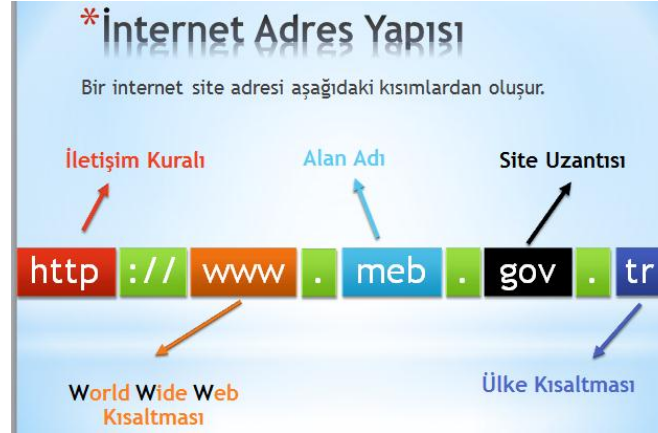 *İnternet Adres Yapısı
Bir internet site adresi aşağıdaki kısımlardan oluşur.
İletişim Kuralı Alan Adı Site Uzantısı
http :// www . meb . gov . tr
World Wide Web Ülke Kısaltması
Kısaltması